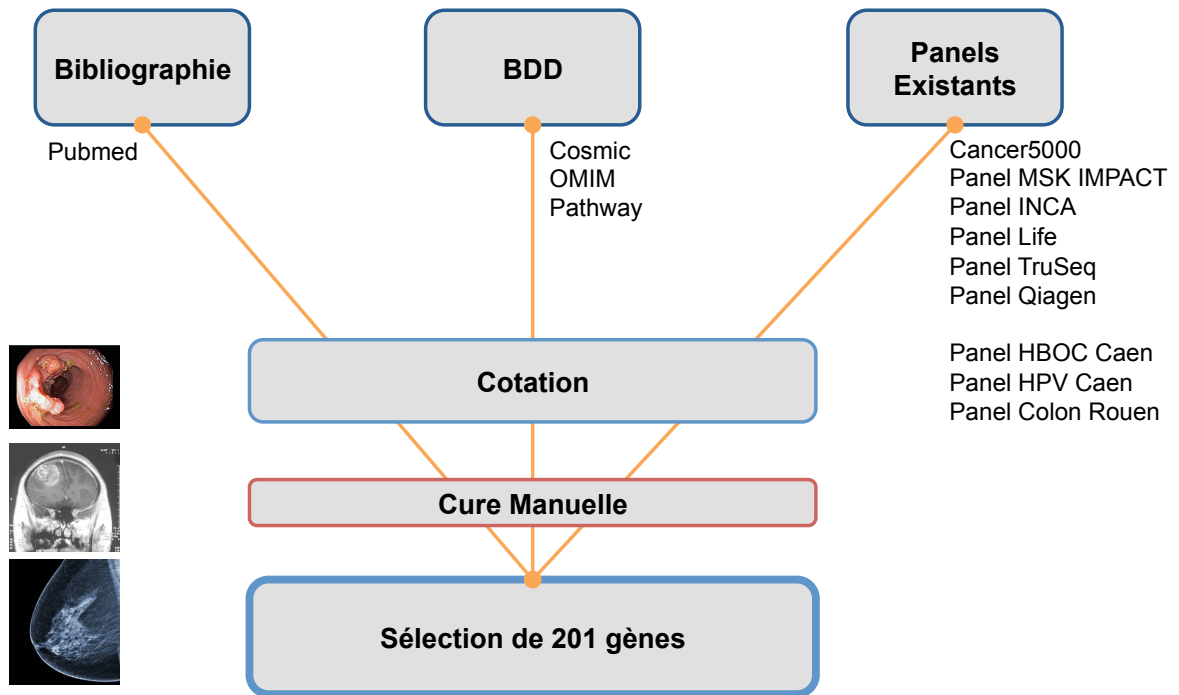 Bibliographie
BDD
Panels
Existants
Pubmed
Cosmic
OMIM
Pathway
Cancer5000
Panel MSK IMPACT
Panel INCA
Panel Life
Panel TruSeq
Panel Qiagen
Panel HBOC Caen
Panel HPV Caen
Panel Colon Rouen
Cotation
Cure Manuelle
Sélection de 201 gènes